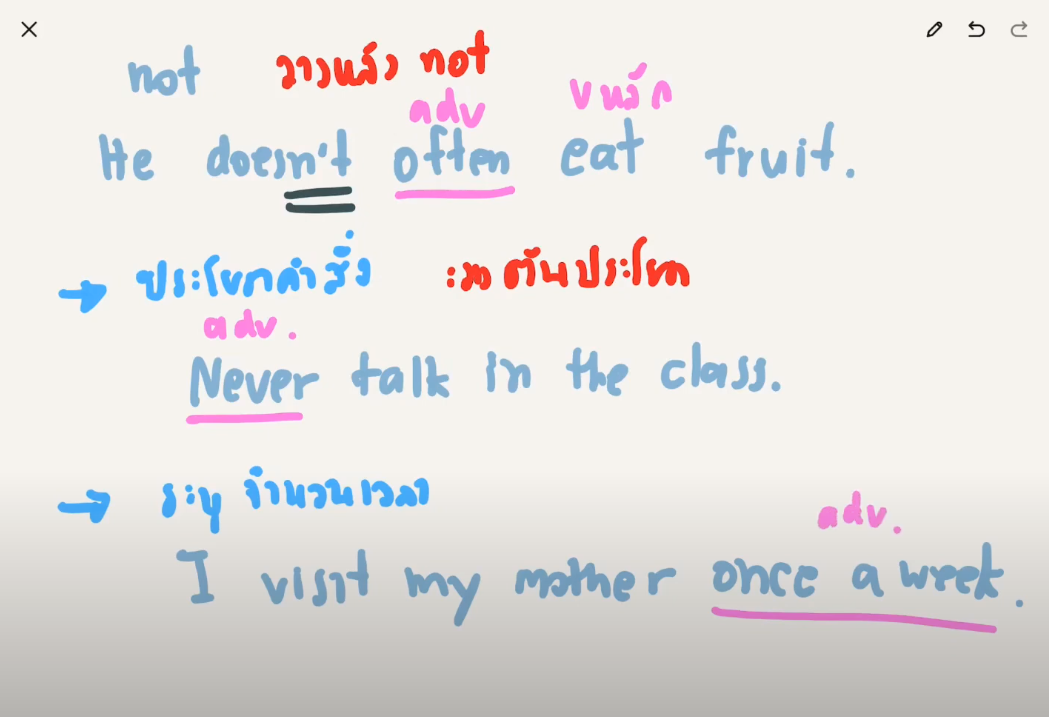 not วางหลัง not
adv v หลัก
He doesn't often eat fruit.
→ ประโยคคำสั่ง วางต้นประโยค
adv.
Never talk in the class.
→ ระบุ จำนวนเวลา
adv.
I visit my mother once a week.